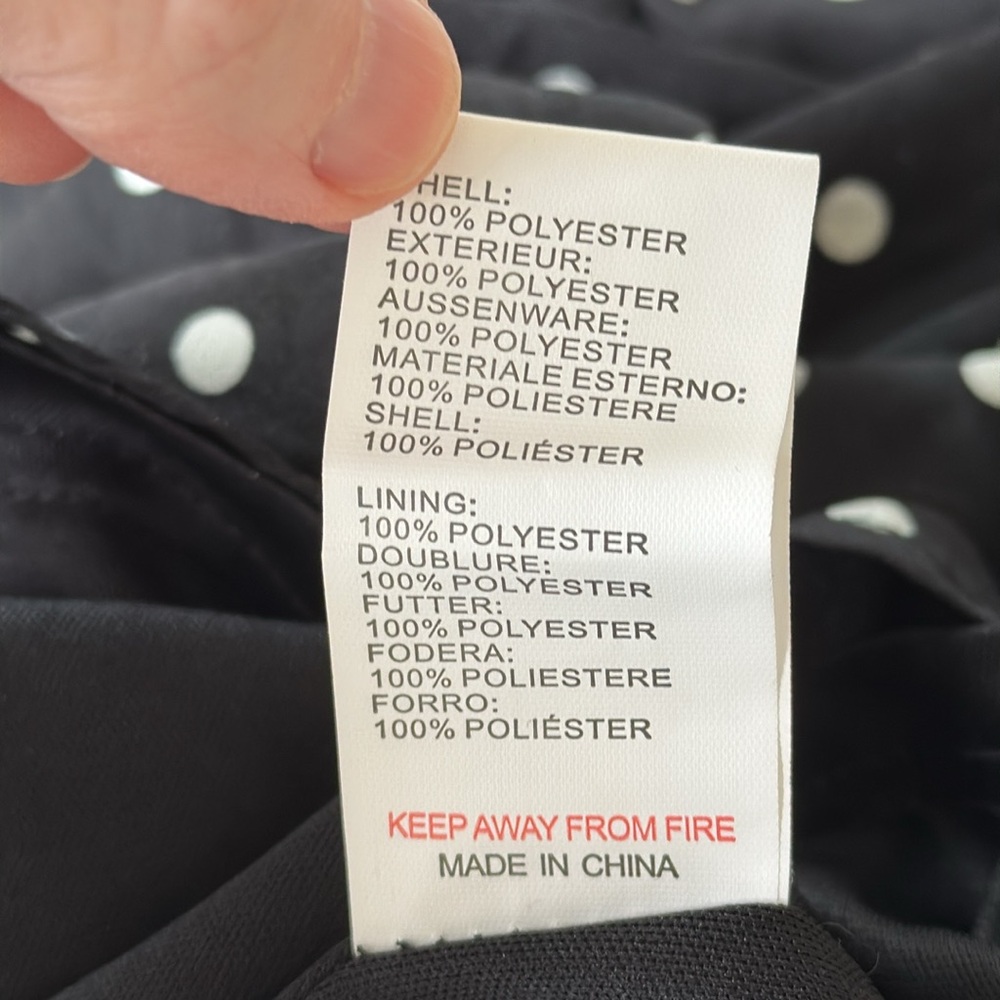 SHELL:
100% POLYESTER
EXTERIEUR:
100% POLYESTER
AUSSENWARE:
100% POLYESTER
MATERIALE ESTERNO:
100% POLIESTERE
SHELL:
100% POLIÉSTER
LINING:
100% POLYESTER
DOUBLURE:
100% POLYESTER
FUTTER:
100% POLYESTER
FODERA:
100% POLIESTERE
FORRO:
100% POLIÉSTER
KEEP AWAY FROM FIRE
MADE IN CHINA